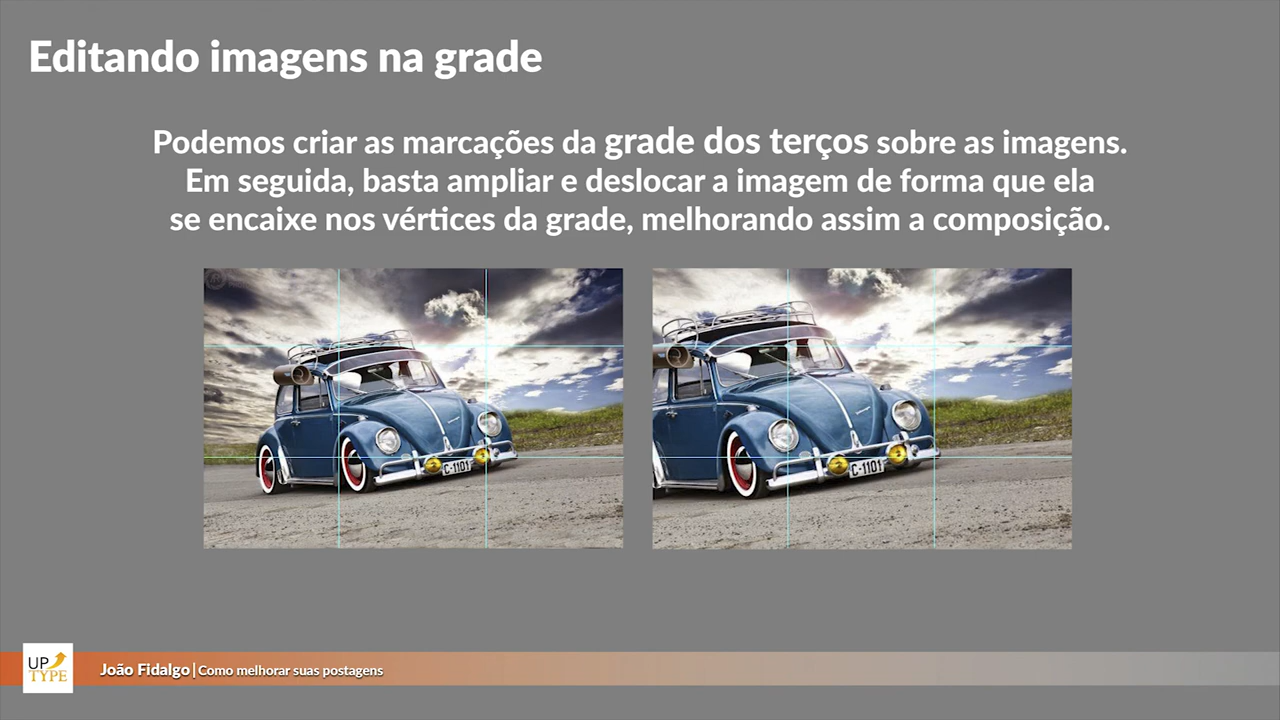 Editando imagens na grade
Podemos criar as marcações da grade dos terços sobre as imagens.
Em seguida, basta ampliar e deslocar a imagem de forma que ela
se encaixe nos vértices da grade, melhorando assim a composição.
C-1101
C-1101
UP
TYPE
João Fidalgo|Como melhorar suas postagens